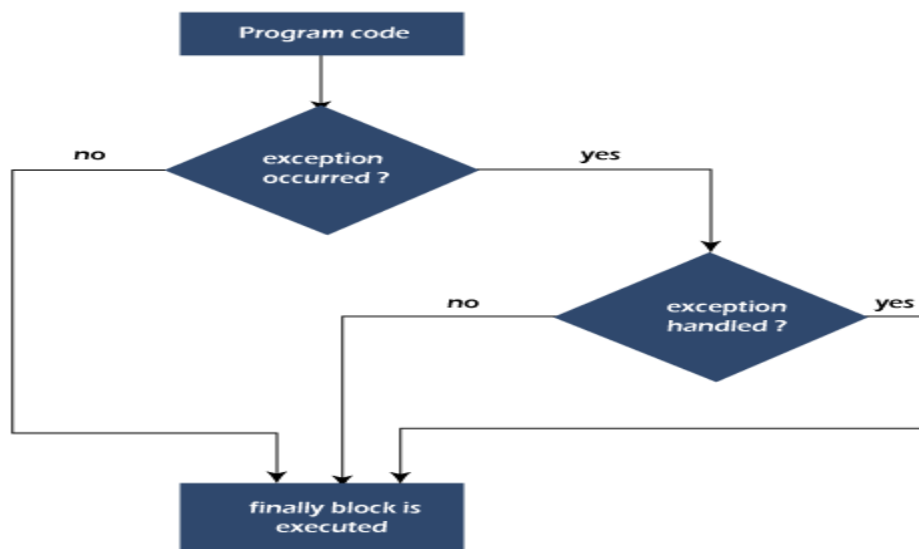 Program code
no
exception
occurred ?
yes
no
exception
handled ?
yes
finally block is
executed